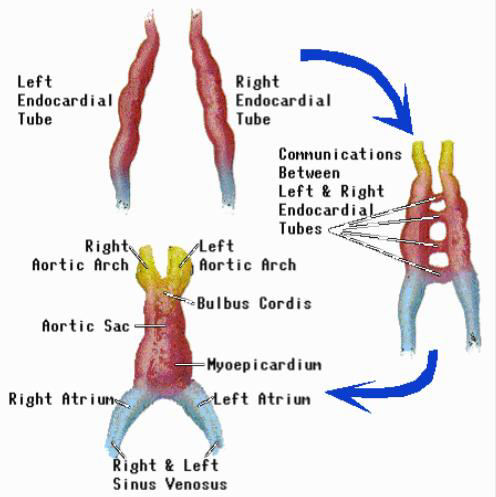 Left
Endocardial
Tube
Right
Endocardial
Tube
Communications
Between
Left & Right
Endocardial
Tubes
Right
Aortic Arch
Left
Aortic Arch
Bulbus Cordis
Aortic Sac
Myoepicardium
Right Atrium
Left Atrium
Right & Left
Sinus Venosus